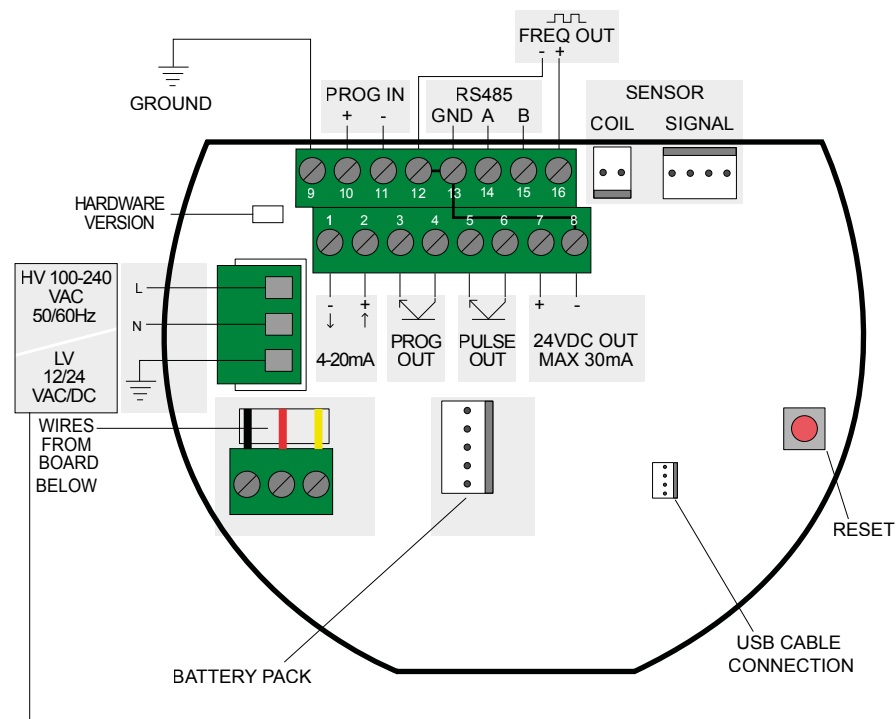 FREQ OUT
- +
GROUND
PROG IN
+ -
RS485
GND A B
SENSOR
COIL SIGNAL
9 10 11 12 13 14 15 16
HARDWARE
VERSION
1 2 3 4 5 6 7 8
HV 100-240
VAC
50/60Hz
LV
12/24
VAC/DC
L
N
- +
4-20mA
PROG
OUT
PULSE
OUT
+ -
24VDC OUT
MAX 30mA
WIRES
FROM
BOARD
BELOW
RESET
USB CABLE
CONNECTION
BATTERY PACK